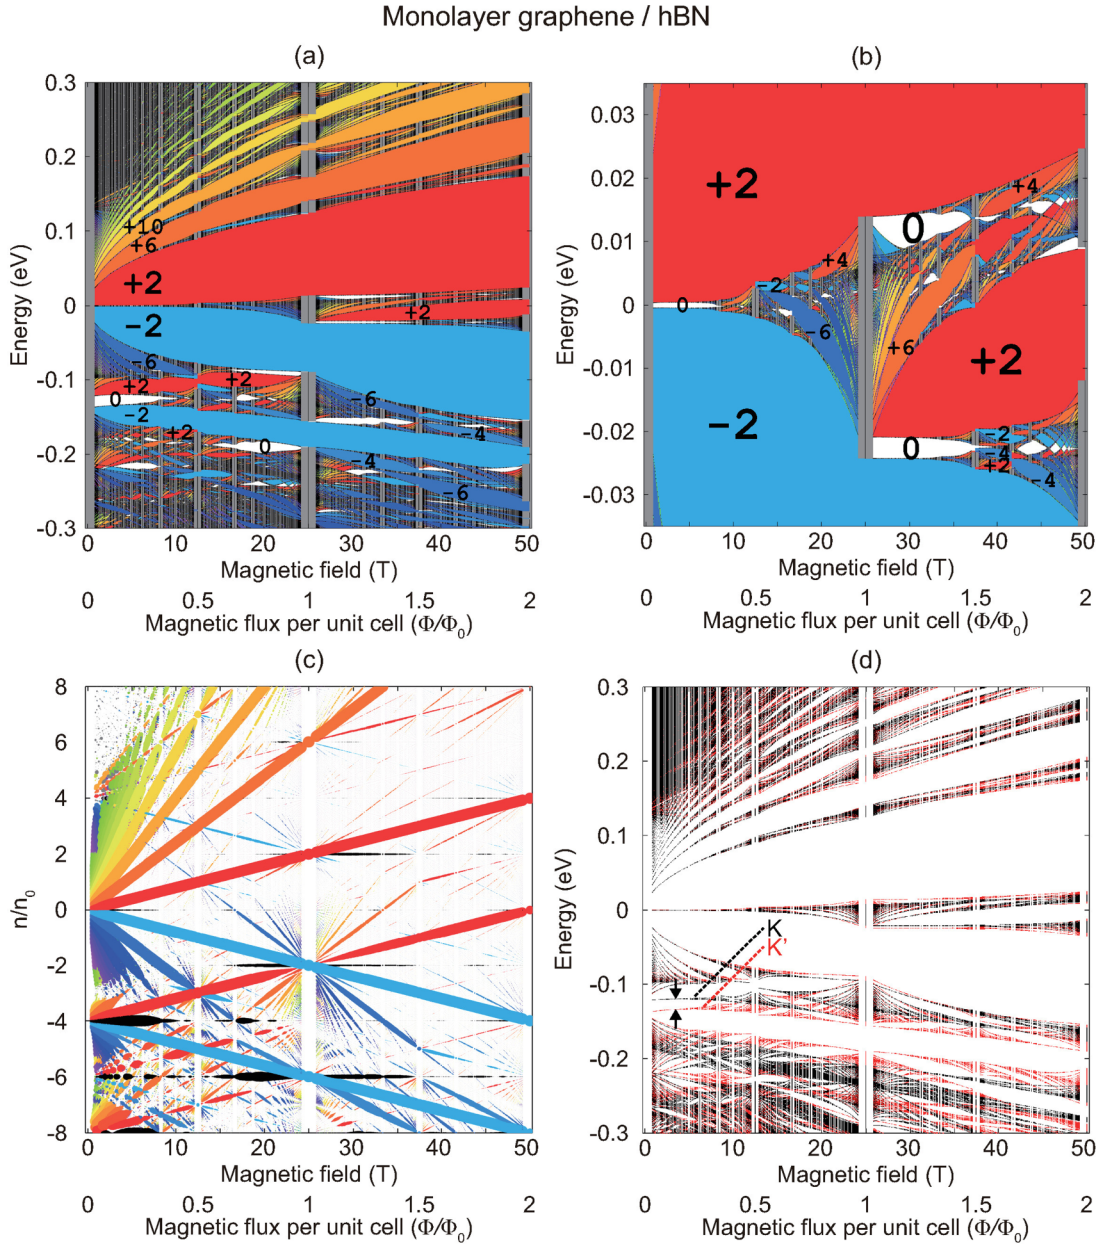 Monolayer graphene / hBN
(a)
0.3
0.2
0.1
0
-0.1
-0.2
-0.3
Energy (eV)
+10
+6
+2
-2
-6
+2
+2
0
-2
+2
0
+2
-6
-4
-4
-6
0 10 20 30 40 50
Magnetic field (T)
0 0.5 1 1.5 2
Magnetic flux per unit cell (Φ/Φ0)
(b)
0.03
0.02
0.01
0
-0.01
-0.02
-0.03
Energy (eV)
+2
+4
0
+4
-2
0
-6
+6
+2
-2
0
-2
-4
+2
-4
0 10 20 30 40 50
Magnetic field (T)
0 0.5 1 1.5 2
Magnetic flux per unit cell (Φ/Φ0)
(c)
8
6
4
2
0
-2
-4
-6
-8
n/n0
0 10 20 30 40 50
Magnetic field (T)
0 0.5 1 1.5 2
Magnetic flux per unit cell (Φ/Φ0)
(d)
0.3
0.2
0.1
0
-0.1
-0.2
-0.3
Energy (eV)
K
K'
0 10 20 30 40 50
Magnetic field (T)
0 0.5 1 1.5 2
Magnetic flux per unit cell (Φ/Φ0)